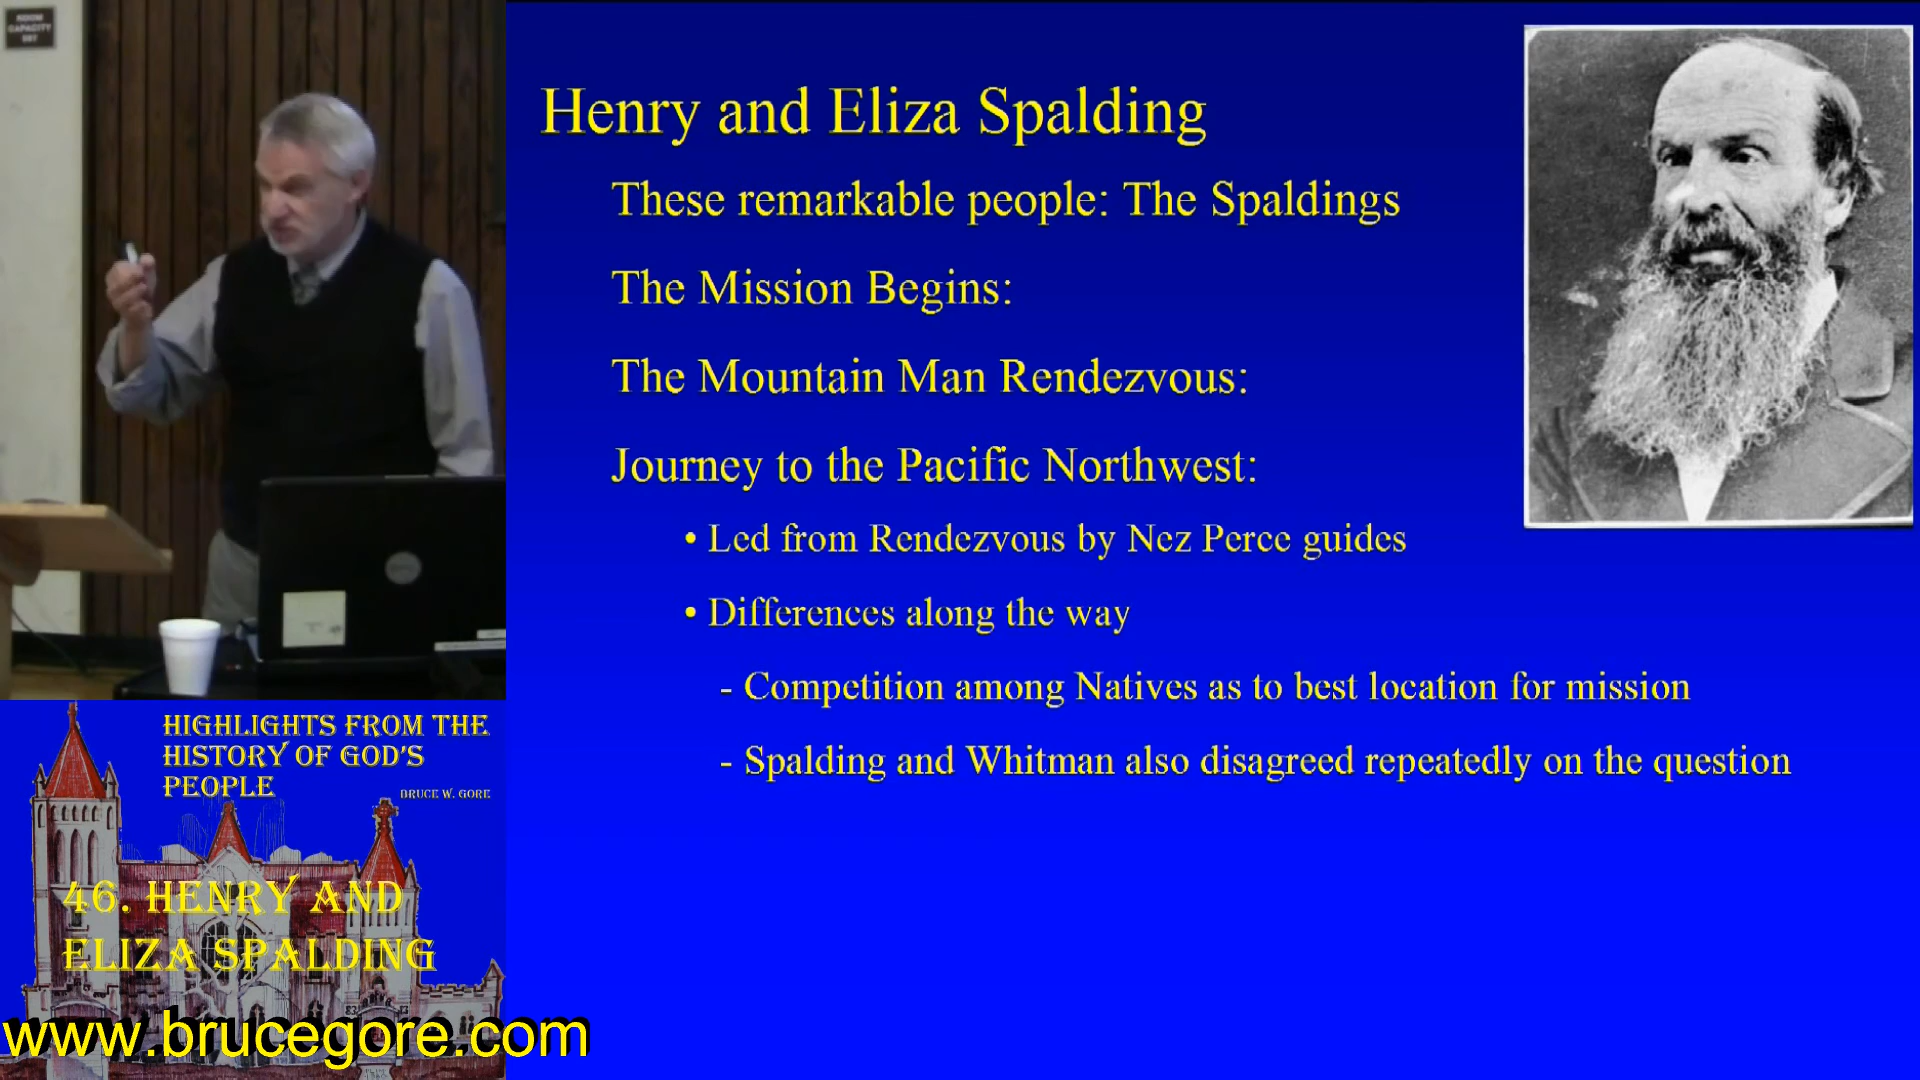 ROOM
CAPACITY
Henry and Eliza Spalding
These remarkable people: The Spaldings
The Mission Begins:
The Mountain Man Rendezvous:
Journey to the Pacific Northwest:
• Led from Rendezvous by Nez Perce guides
• Differences along the way
- Competition among Natives as to best location for mission
- Spalding and Whitman also disagreed repeatedly on the question
HIGHLIGHTS FROM THE
HISTORY OF GOD'S
PEOPLE
BRUCE W. GORE
46. HENRY AND
ELIZA SPALDING
www.brucegore.com